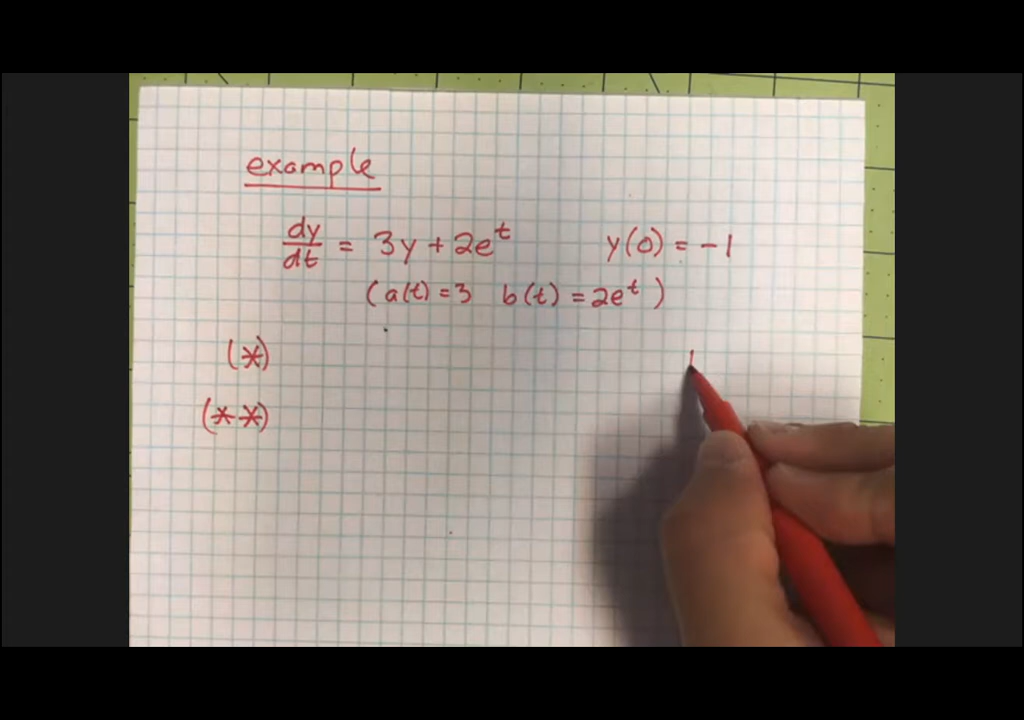 example
dy/dt = 3y + 2e^t y(0) = -1
(a(t) = 3 b(t) = 2e^t)
(*)
(**)